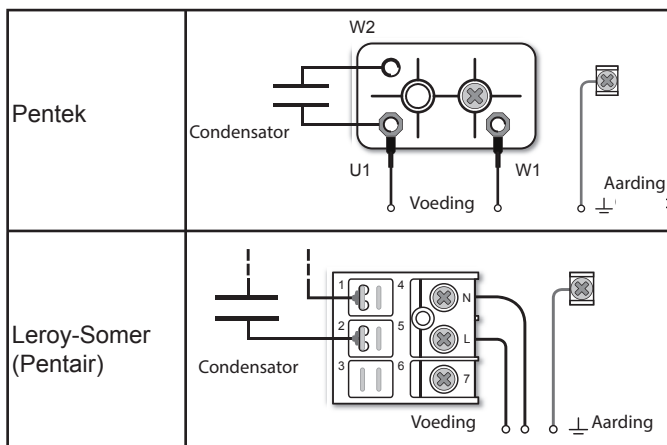 Pentek
W2
Condensator
U1
W1
Voeding
Aarding
Leroy-Somer
(Pentair)
1
4
N
2
5
L
3
6
7
Condensator
Voeding
Aarding